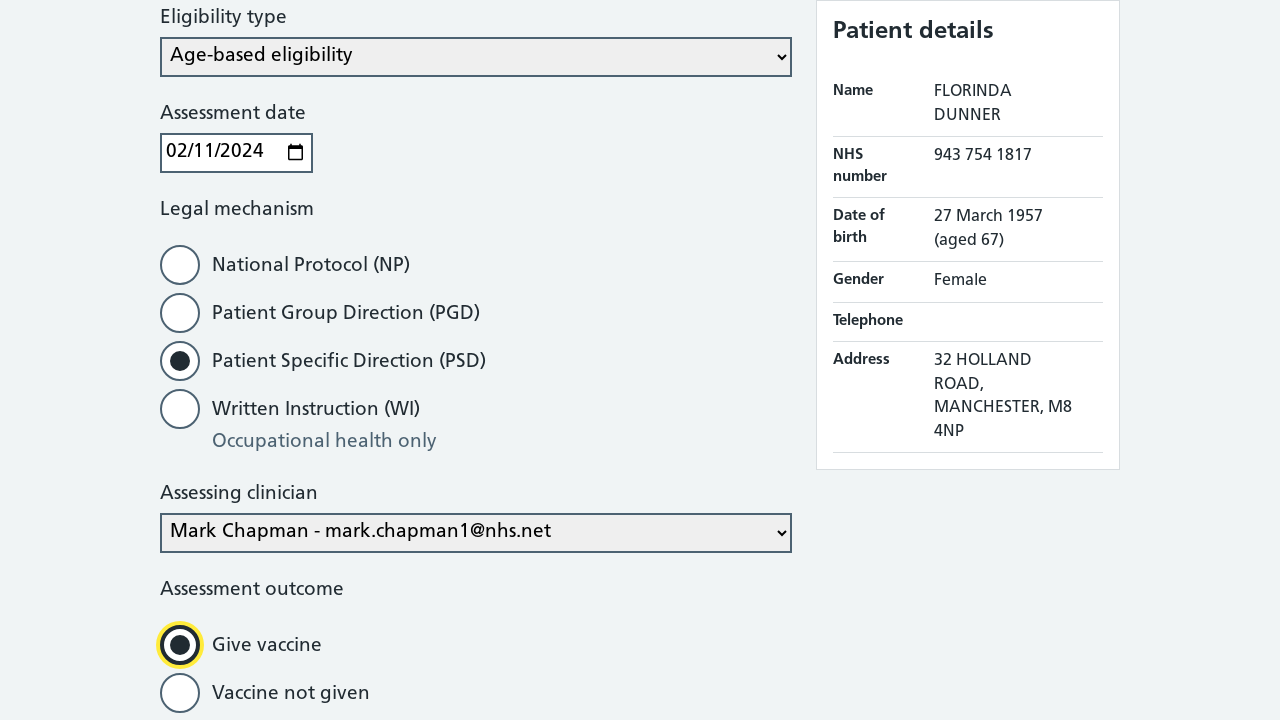 Eligibility type
Age-based eligibility
Assessment date
02/11/2024
Legal mechanism
National Protocol (NP)
Patient Group Direction (PGD)
Patient Specific Direction (PSD)
Written Instruction (WI)
Occupational health only
Assessing clinician
Mark Chapman - mark.chapman1@nhs.net
Assessment outcome
Give vaccine
Vaccine not given
Patient details
Name
FLORINDA
DUNNER
NHS
number
943 754 1817
Date of
birth
27 March 1957
(aged 67)
Gender
Female
Telephone
Address
32 HOLLAND
ROAD,
MANCHESTER, M8
4NP